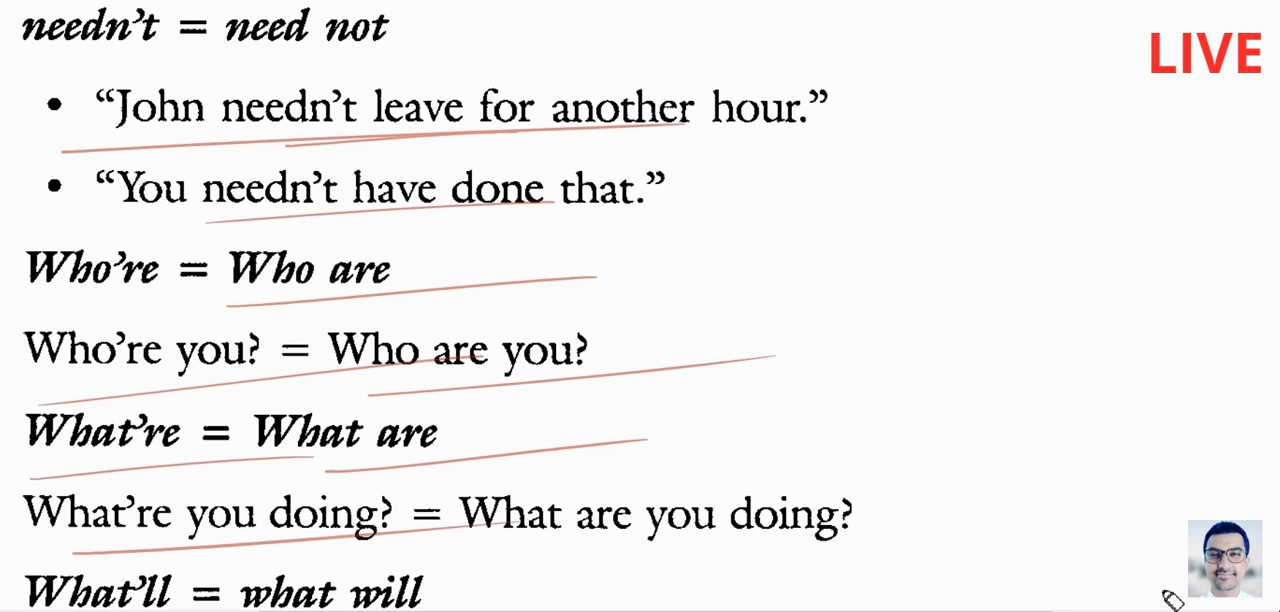 needn’t = need not
LIVE
• “John needn’t leave for another hour.”
• “You needn’t have done that.”
Who’re = Who are
Who’re you? = Who are you?
What’re = What are
What’re you doing? = What are you doing?
What’ll = what will